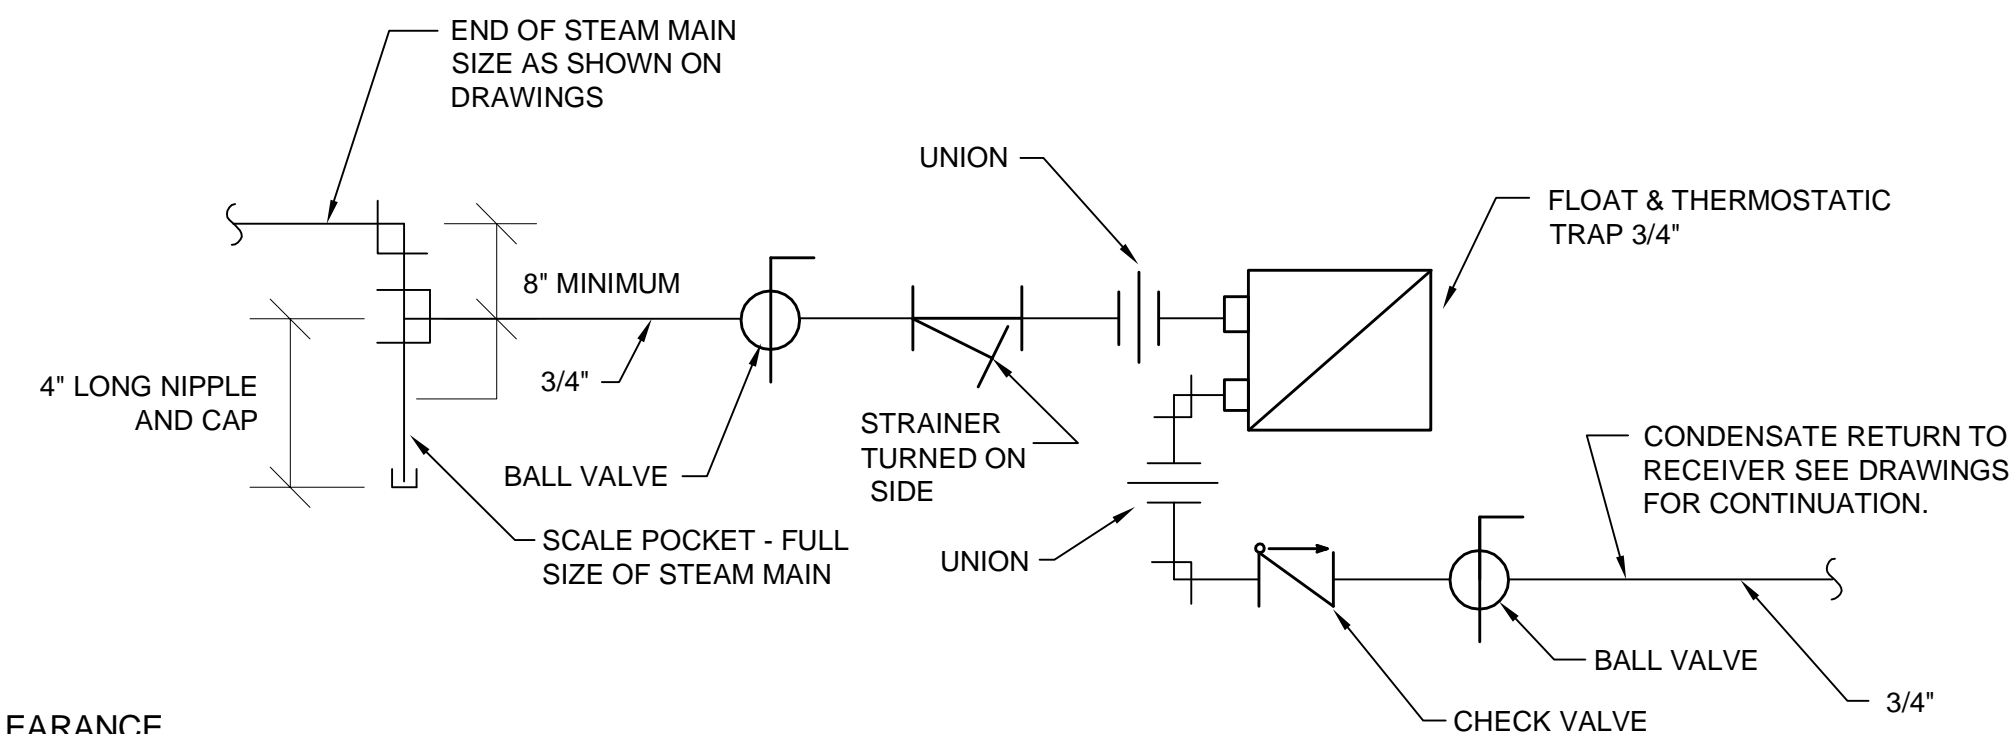 END OF STEAM MAIN
SIZE AS SHOWN ON
DRAWINGS
UNION
FLOAT & THERMOSTATIC
TRAP 3/4"
8" MINIMUM
3/4"
4" LONG NIPPLE
AND CAP
STRAINER
TURNED ON
SIDE
BALL VALVE
CONDENSATE RETURN TO
RECEIVER SEE DRAWINGS
FOR CONTINUATION.
SCALE POCKET - FULL
SIZE OF STEAM MAIN
UNION
BALL VALVE
3/4"
CHECK VALVE
EARANCE